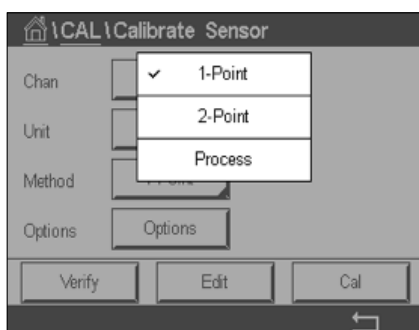 \CAL\Calibrate Sensor
Chan
✓ 1-Point
2-Point
Unit
Process
Method
Options Options
Verify Edit Cal